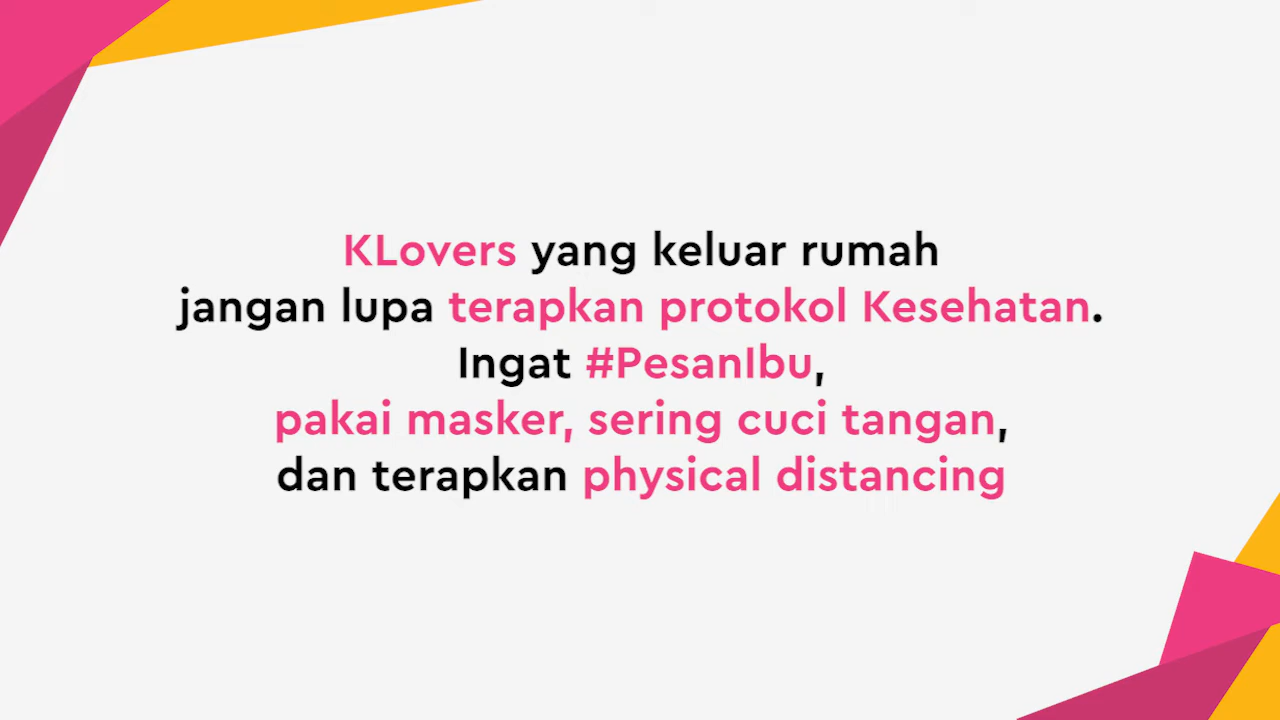 KLovers yang keluar rumah
jangan lupa terapkan protokol Kesehatan.
Ingat #PesanIbu,
pakai masker, sering cuci tangan,
dan terapkan physical distancing